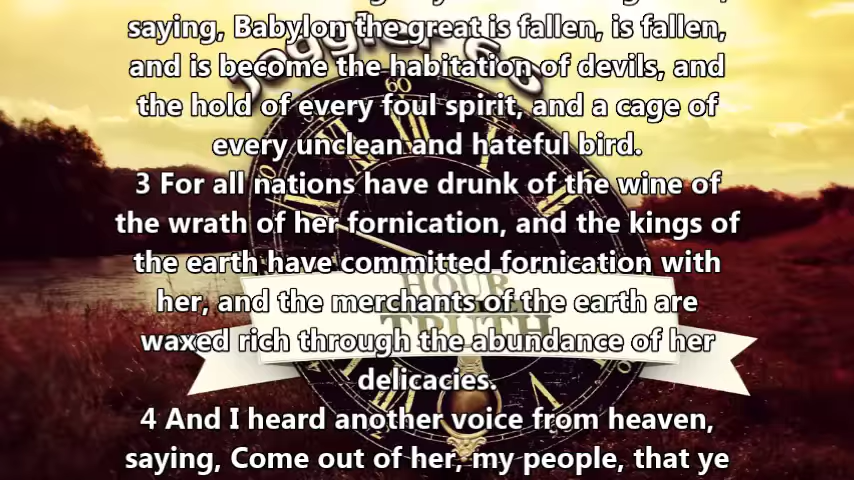 saying, Babylon the great is fallen, is fallen,
and is become the habitation of devils, and
the hold of every foul spirit, and a cage of
every unclean and hateful bird.
3 For all nations have drunk of the wine of
the wrath of her fornication, and the kings of
the earth have committed fornication with
her, and the merchants of the earth are
waxed rich through the abundance of her
delicacies.
4 And I heard another voice from heaven,
saying, Come out of her, my people, that ye
60
HOUR
TRUTH